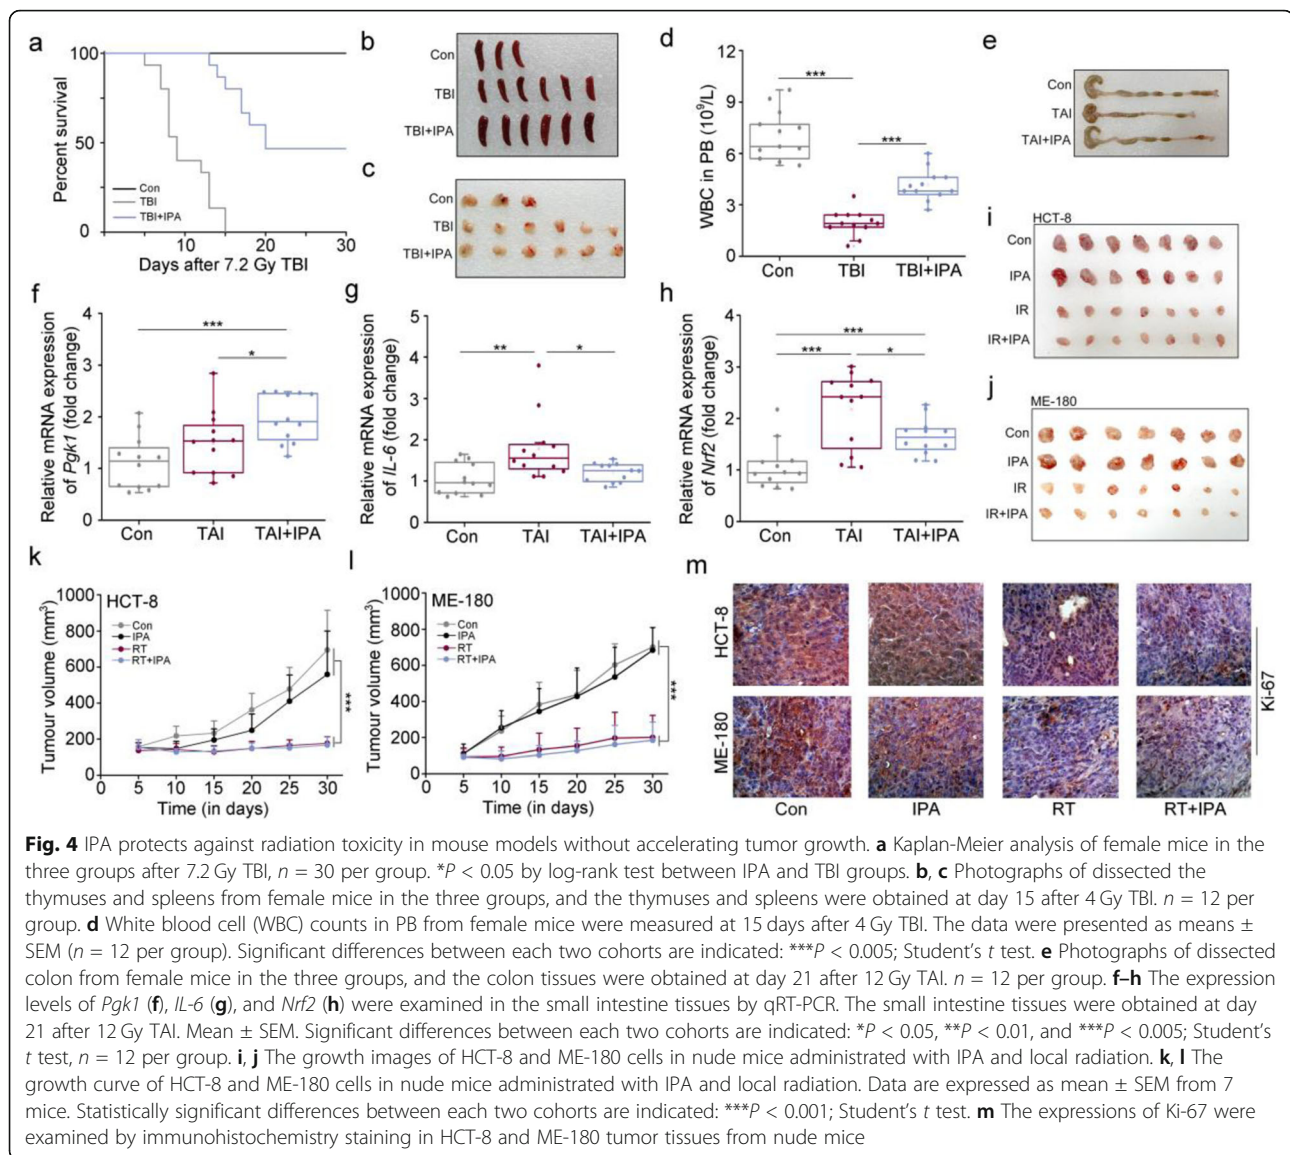 a
100
50
0
Percent survival
Con
TBI
TBI+IPA
0 10 20 30
Days after 7.2 Gy TBI
b
Con
TBI
TBI+IPA
c
Con
TBI
TBI+IPA
d
WBC in PB (10⁹/L)
12
9
6
3
0
***
***
Con TBI TBI+IPA
e
Con
TAI
TAI+IPA
f
Relative mRNA expression
of Pgk1 (fold change)
4
3
2
1
0
***
*
Con TAI TAI+IPA
g
Relative mRNA expression
of IL-6 (fold change)
5
4
3
2
1
0
** *
Con TAI TAI+IPA
h
Relative mRNA expression
of Nrf2 (fold change)
4
3
2
1
0
***
*** *
Con TAI TAI+IPA
i
HCT-8
Con
IPA
IR
IR+IPA
j
ME-180
Con
IPA
IR
IR+IPA
k
HCT-8
Tumour volume (mm³)
1000
800
600
400
200
0
Con
IPA
RT
RT+IPA
***
0 5 10 15 20 25 30
Time (in days)
l
ME-180
Tumour volume (mm³)
1000
800
600
400
200
0
Con
IPA
RT
RT+IPA
***
0 5 10 15 20 25 30
Time (in days)
m
HCT-8
ME-180
Ki-67
Con IPA RT RT+IPA
Fig. 4 IPA protects against radiation toxicity in mouse models without accelerating tumor growth. a Kaplan-Meier analysis of female mice in the
three groups after 7.2 Gy TBI, n = 30 per group. *P < 0.05 by log-rank test between IPA and TBI groups. b, c Photographs of dissected the
thymuses and spleens from female mice in the three groups, and the thymuses and spleens were obtained at day 15 after 4 Gy TBI. n = 12 per
group. d White blood cell (WBC) counts in PB from female mice were measured at 15 days after 4 Gy TBI. The data were presented as means ±
SEM (n = 12 per group). Significant differences between each two cohorts are indicated: ***P < 0.005; Student's t test. e Photographs of dissected
colon from female mice in the three groups, and the colon tissues were obtained at day 21 after 12 Gy TAI. n = 12 per group. f–h The expression
levels of Pgk1 (f), IL-6 (g), and Nrf2 (h) were examined in the small intestine tissues by qRT-PCR. The small intestine tissues were obtained at day
21 after 12 Gy TAI. Mean ± SEM. Significant differences between each two cohorts are indicated: *P < 0.05, **P < 0.01, and ***P < 0.005; Student's
t test, n = 12 per group. i, j The growth images of HCT-8 and ME-180 cells in nude mice administrated with IPA and local radiation. k, l The
growth curve of HCT-8 and ME-180 cells in nude mice administrated with IPA and local radiation. Data are expressed as mean ± SEM from 7
mice. Statistically significant differences between each two cohorts are indicated: ***P < 0.001; Student's t test. m The expressions of Ki-67 were
examined by immunohistochemistry staining in HCT-8 and ME-180 tumor tissues from nude mice